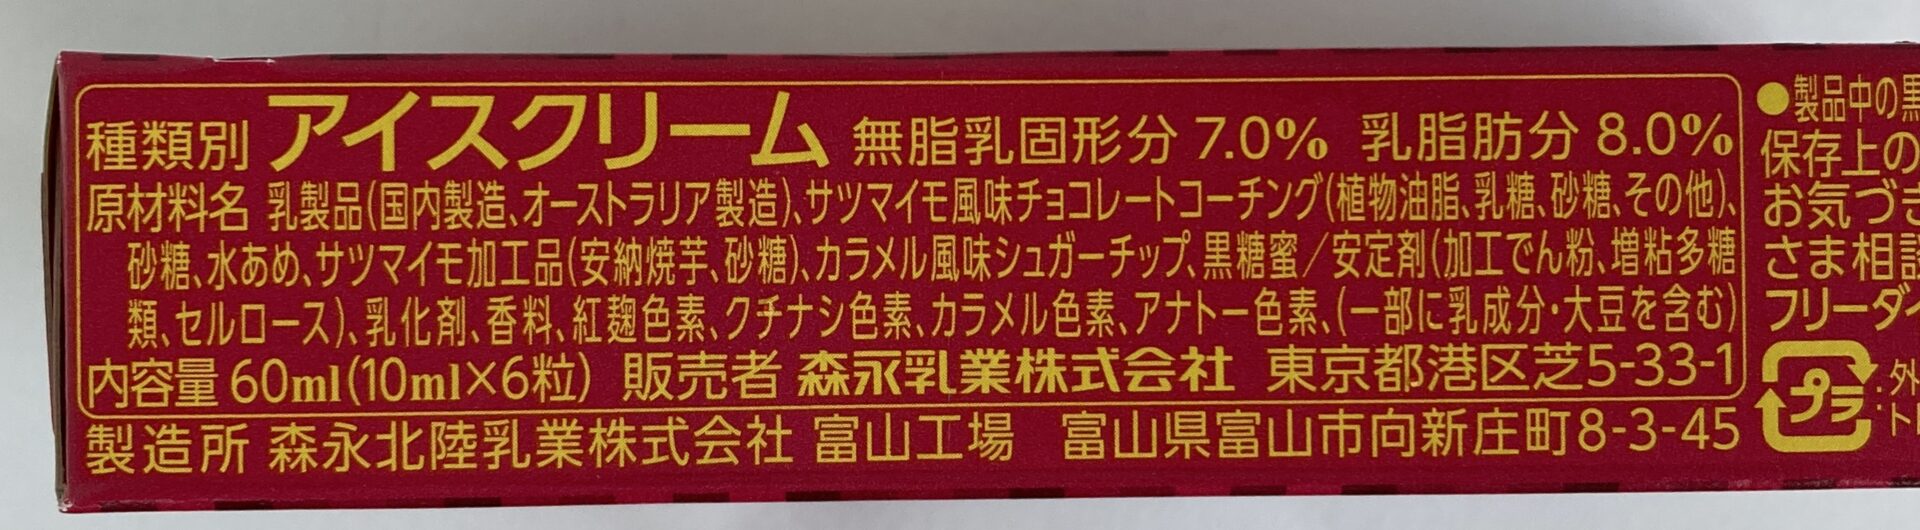 種類別 アイスクリーム 無脂乳固形分 7.0% 乳脂肪分 8.0%
原材料名 乳製品(国内製造、オーストラリア製造)、サツマイモ風味チョコレートコーチング(植物油脂、乳糖、砂糖、その他)、
砂糖、水あめ、サツマイモ加工品(安納焼芋、砂糖)、カラメル風味シュガーチップ、黒糖蜜／安定剤(加工でん粉、増粘多糖
類、セルロース)、乳化剤、香料、紅麹色素、クチナシ色素、カラメル色素、アナトー色素、(一部に乳成分・大豆を含む)
内容量 60ml(10ml×6粒) 販売者 森永乳業株式会社 東京都港区芝5-33-1
製造所 森永北陸乳業株式会社 富山工場 富山県富山市向新庄町8-3-45
●製品中の黒
保存上の
お気づき
さま相談
フリーダイ
プラ
:外
ト